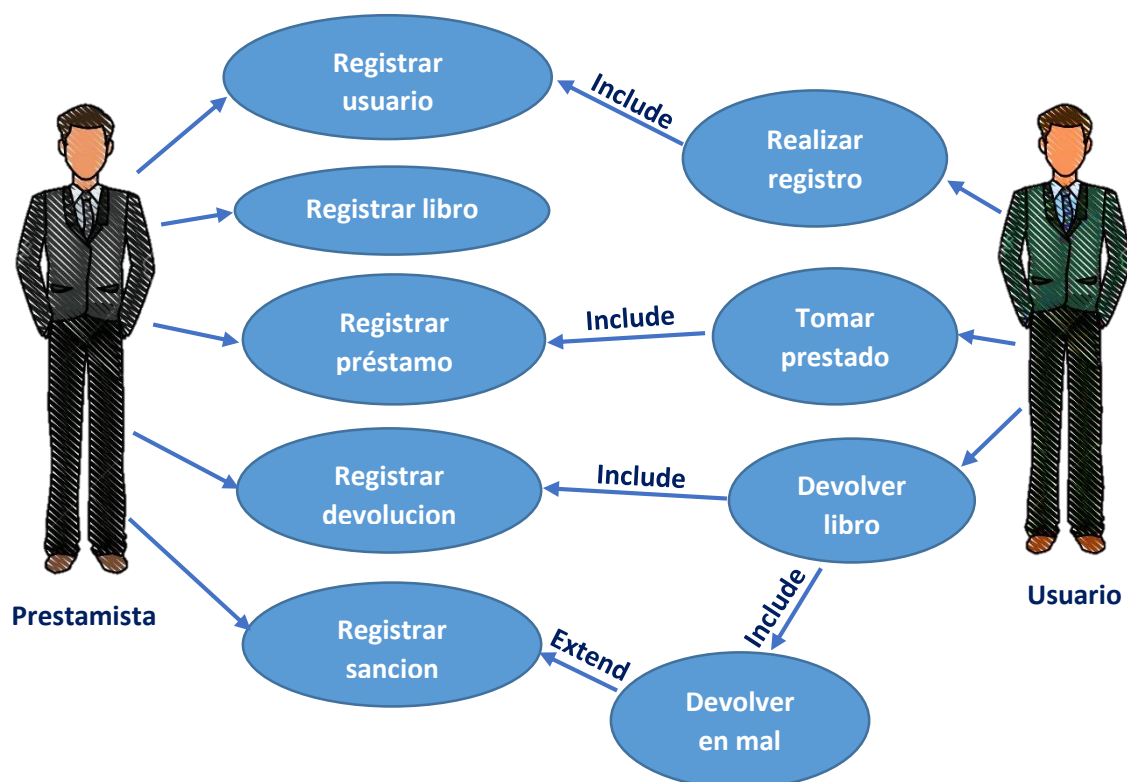 Registrar
usuario
Include
Realizar
registro
Registrar libro
Registrar
préstamo
Include
Tomar
prestado
Registrar
devolucion
Include
Devolver
libro
Prestamista
Usuario
Include
Registrar
sancion
Extend
Devolver
en mal